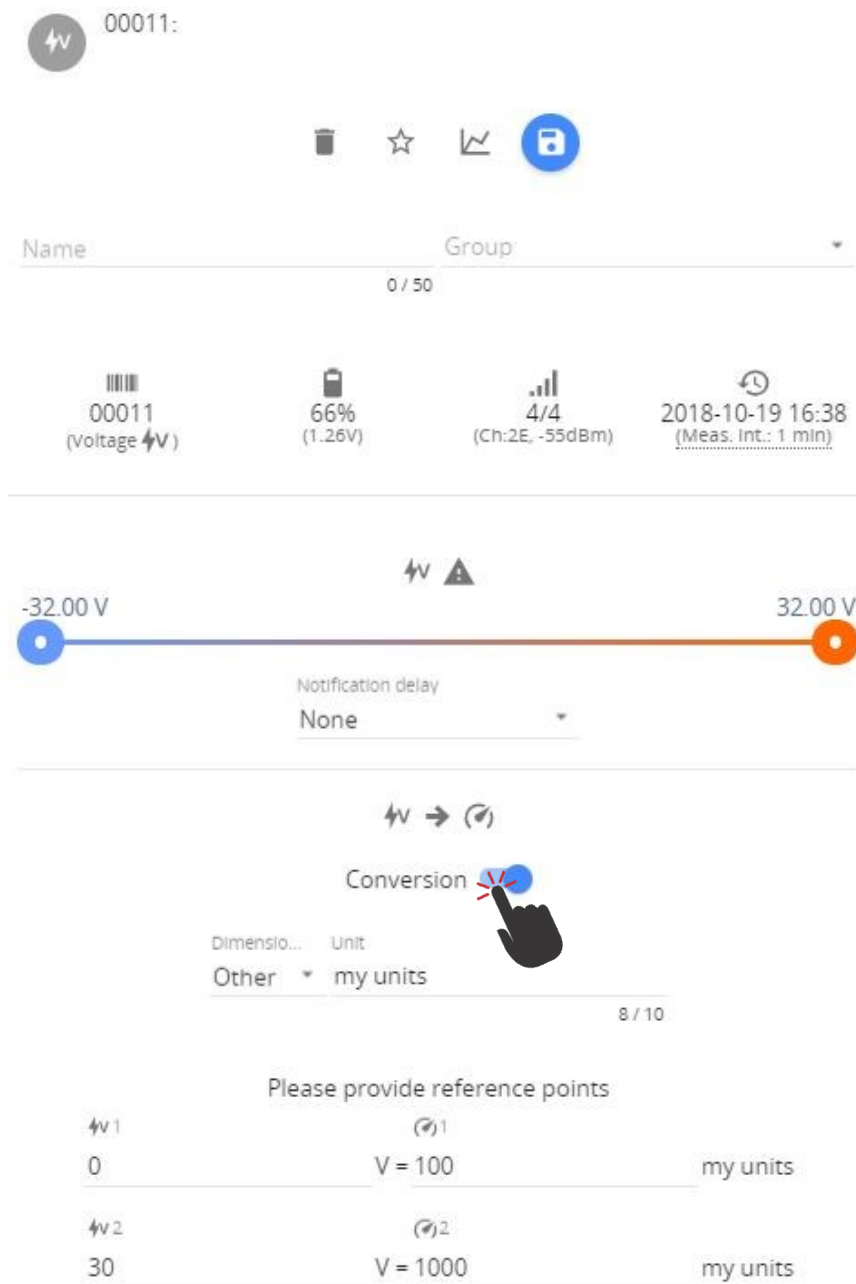 00011:
Name
Group
0 / 50
00011
66%
4/4
2018-10-19 16:38
(Voltage V)
(1.26V)
(Ch:2E, -55dBm)
(Meas. Int.: 1 min)
V
-32.00 V
32.00 V
Notification delay
None
V
Conversion
Dimensio... Unit
Other my units
8 / 10
Please provide reference points
V 1 1
0 V = 100 my units
V 2 2
30 V = 1000 my units